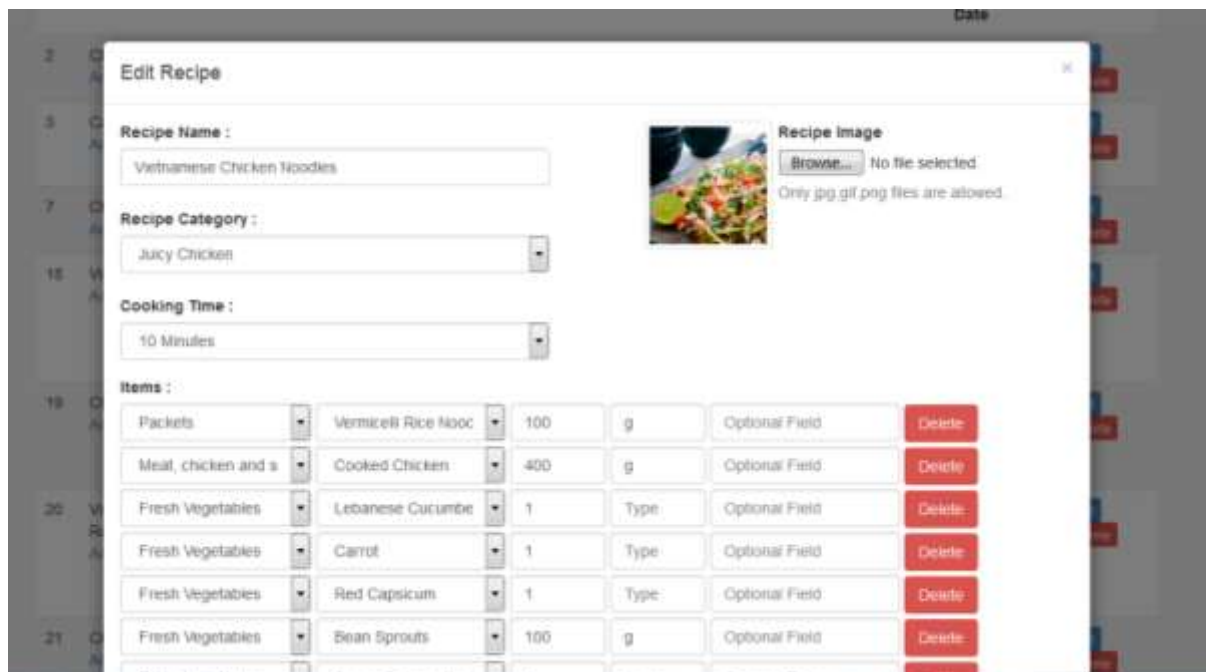 Date
Edit Recipe
×
Recipe Name :
Vietnamese Chicken Noodles
Recipe Image
Browse... No file selected.
Only jpg,gif,png files are allowed.
Recipe Category :
Juicy Chicken
Cooking Time :
10 Minutes
Items :
Packets Vermicelli Rice Nooc 100 g Optional Field Delete
Meat, chicken and s Cooked Chicken 400 g Optional Field Delete
Fresh Vegetables Lebanese Cucumbe 1 Type Optional Field Delete
Fresh Vegetables Carrot 1 Type Optional Field Delete
Fresh Vegetables Red Capsicum 1 Type Optional Field Delete
Fresh Vegetables Bean Sprouts 100 g Optional Field Delete
2
3
7
18
19
20
21